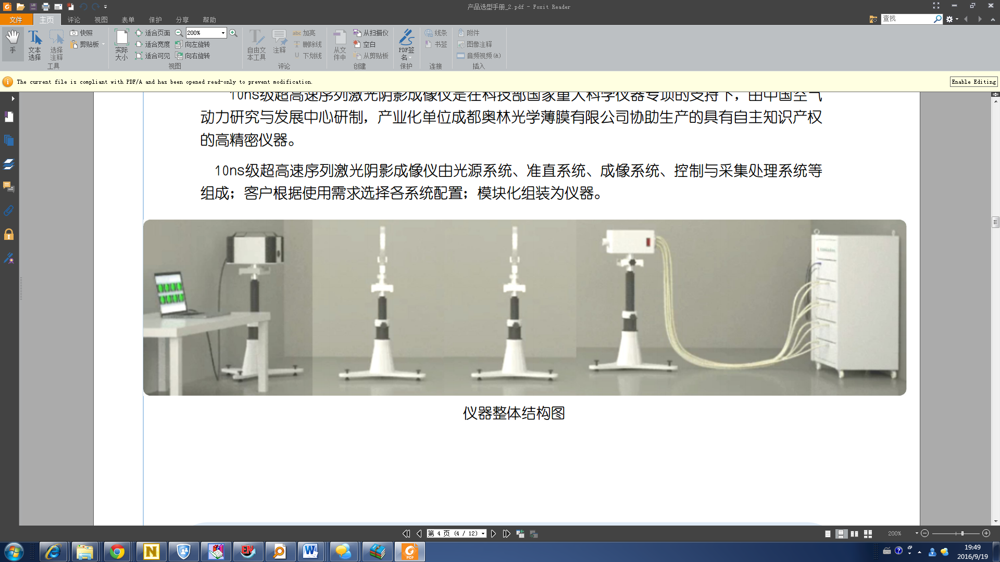 产品选型手册_2.pdf - Foxit Reader
文件 主页 评论 视图 表单 保护 分享 帮助
查找
手
文本选择
选择注释
快照
剪贴板
工具
实际大小
适合页面
适合宽度
适合可见
200%
向左旋转
向右旋转
视图
自由文本工具
注释
abc 加亮
T 删除线
U 下划线
评论
从文件中
从扫描仪
空白
从剪贴板
创建
PDF签名
保护
线条
书签
连接
附件
图像注释
音频视频(A)
插入
The current file is compliant with PDF/A and has been opened read-only to prevent modification.
Enable Editing
10ns级超高速序列激光阴影成像仪是在科技部国家重大科学仪器专项的支持下，由中国空气
动力研究与发展中心研制，产业化单位成都奥林光学薄膜有限公司协助生产的具有自主知识产权
的高精密仪器。
10ns级超高速序列激光阴影成像仪由光源系统、准直系统、成像系统、控制与采集处理系统等
组成；客户根据使用需求选择各系统配置；模块化组装为仪器。
仪器整体结构图
第 4 页 (4 / 12)
200%
19:49
2016/9/19